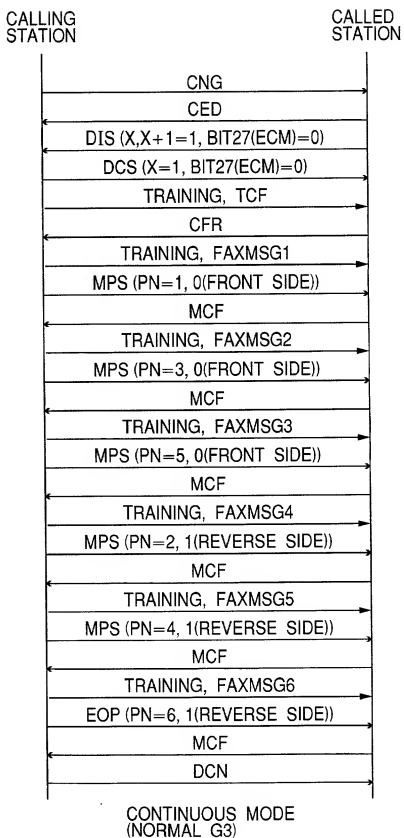 CALLING
STATION
CALLED
STATION
CNG
CED
DIS (X,X+1=1, BIT27(ECM)=0)
DCS (X=1, BIT27(ECM)=0)
TRAINING, TCF
CFR
TRAINING, FAXMSG1
MPS (PN=1, 0(FRONT SIDE))
MCF
TRAINING, FAXMSG2
MPS (PN=3, 0(FRONT SIDE))
MCF
TRAINING, FAXMSG3
MPS (PN=5, 0(FRONT SIDE))
MCF
TRAINING, FAXMSG4
MPS (PN=2, 1(REVERSE SIDE))
MCF
TRAINING, FAXMSG5
MPS (PN=4, 1(REVERSE SIDE))
MCF
TRAINING, FAXMSG6
EOP (PN=6, 1(REVERSE SIDE))
MCF
DCN
CONTINUOUS MODE
(NORMAL G3)